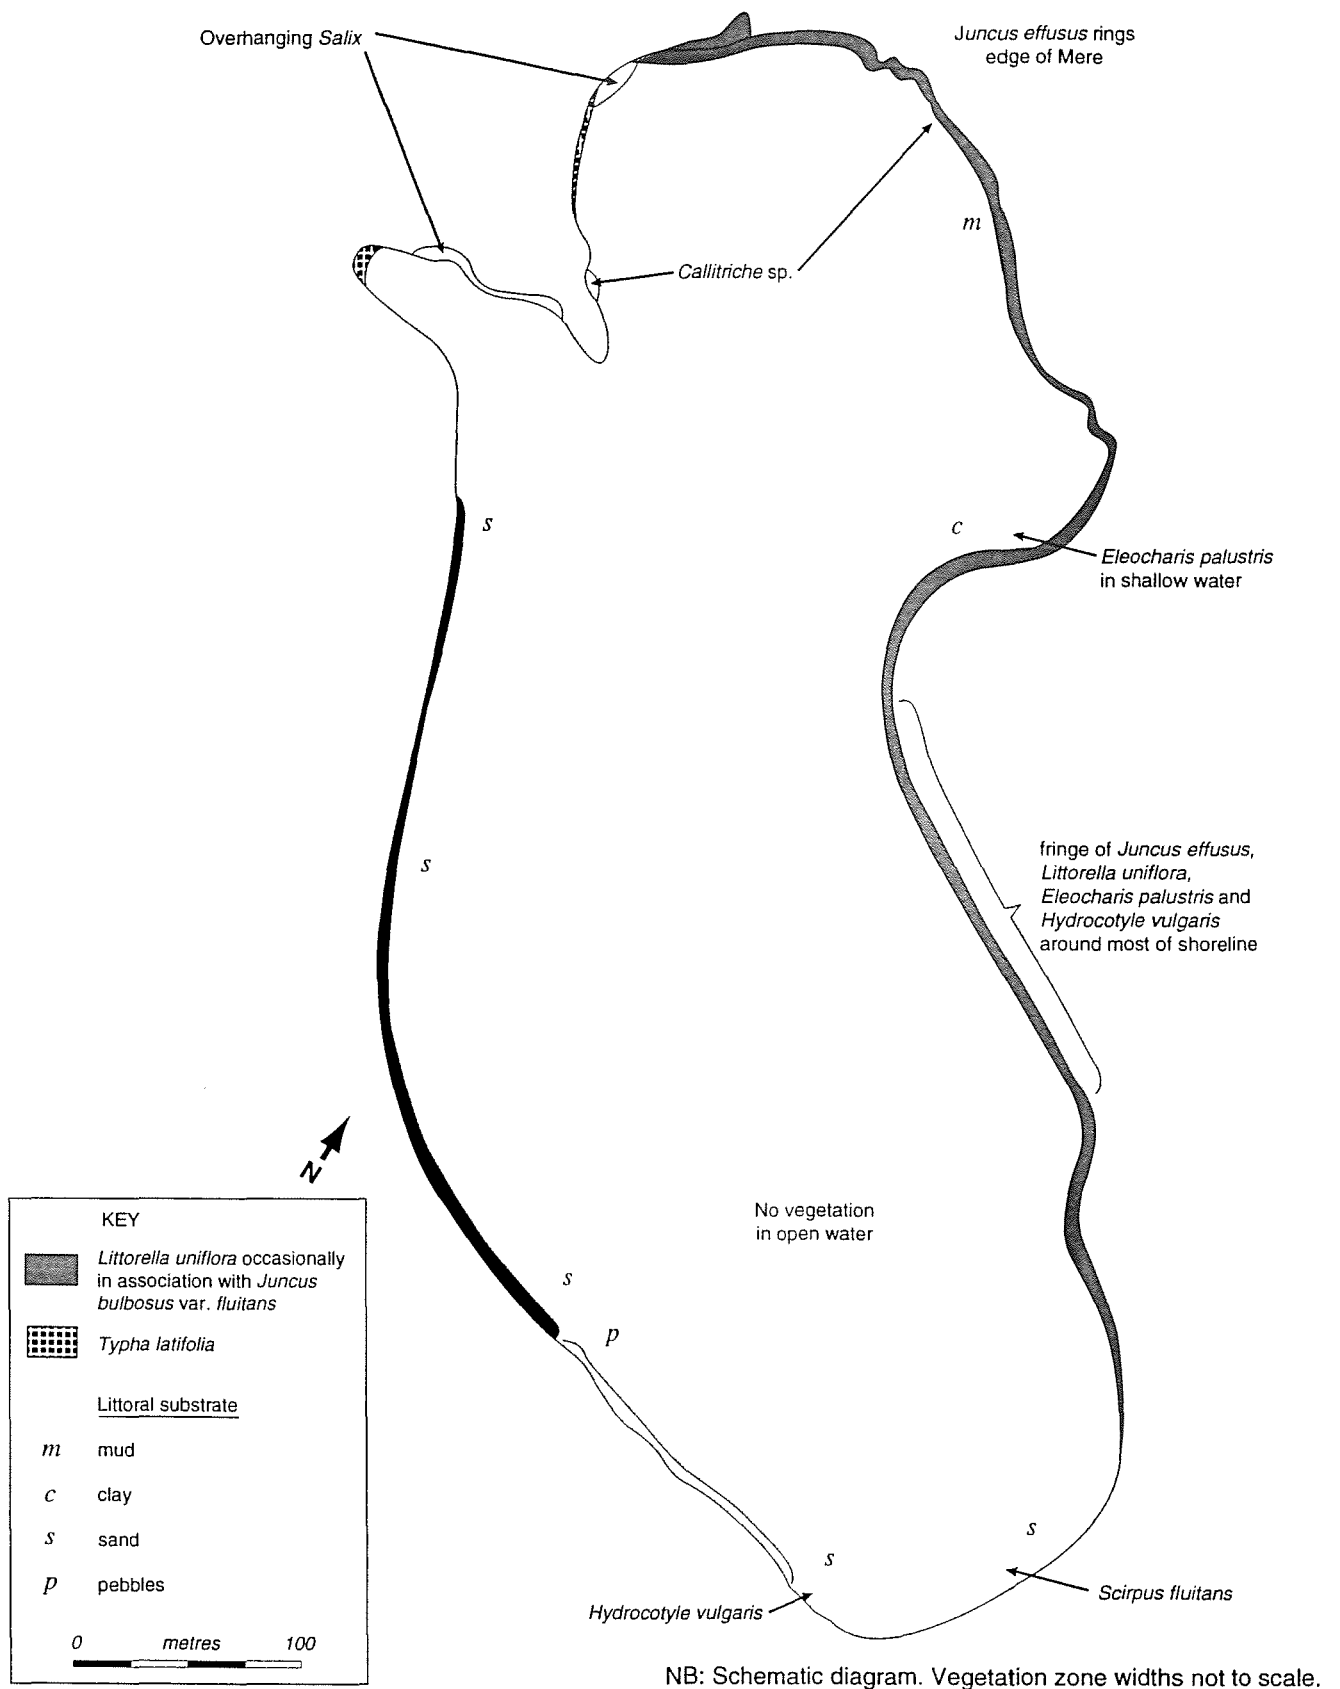 Overhanging Salix
Juncus effusus rings
edge of Mere
m
Callitriche sp.
s
c
Eleocharis palustris
in shallow water
s
fringe of Juncus effusus,
Littorella uniflora,
Eleocharis palustris and
Hydrocotyle vulgaris
around most of shoreline
N
No vegetation
in open water
s
p
s
s
Hydrocotyle vulgaris
Scirpus fluitans
KEY
Littorella uniflora occasionally
in association with Juncus
bulbosus var. fluitans
Typha latifolia
Littoral substrate
m mud
c clay
s sand
p pebbles
0 metres 100
NB: Schematic diagram. Vegetation zone widths not to scale.